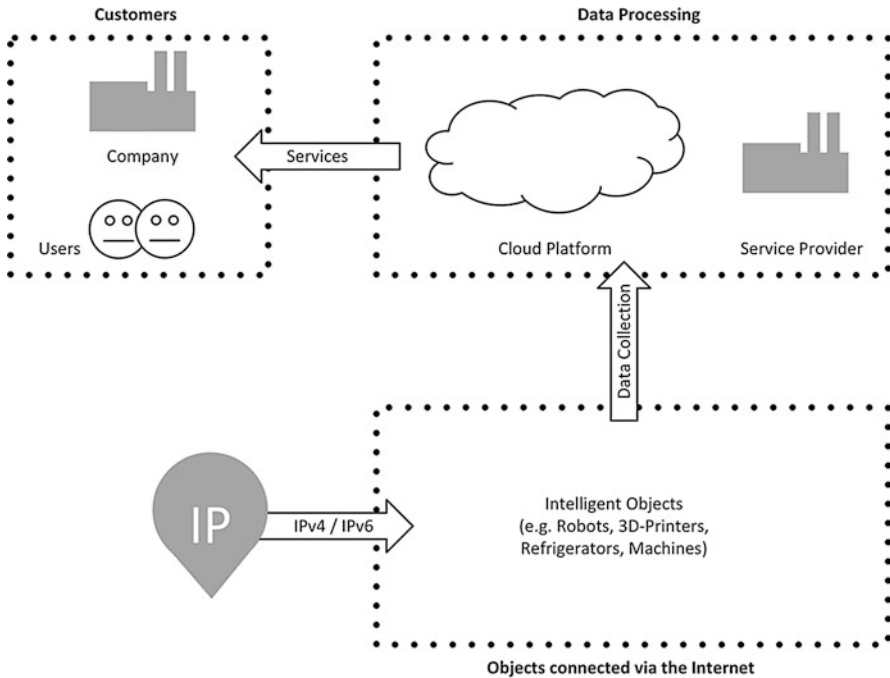 Customers
Data Processing
Company
Services
Users
Cloud Platform
Service Provider
Data Collection
IP
IPv4 / IPv6
Intelligent Objects
(e.g. Robots, 3D-Printers,
Refrigerators, Machines)
Objects connected via the Internet